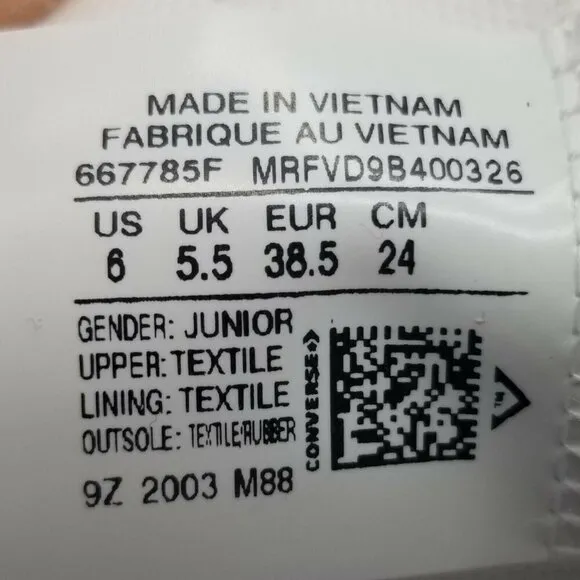 MADE IN VIETNAM
FABRIQUE AU VIETNAM
667785F MRFVD9B400326
US UK EUR CM
6 5.5 38.5 24
GENDER: JUNIOR
UPPER: TEXTILE
LINING: TEXTILE
OUTSOLE: TEXTILE/RUBBER
9Z 2003 M88
CONVERSE
TM